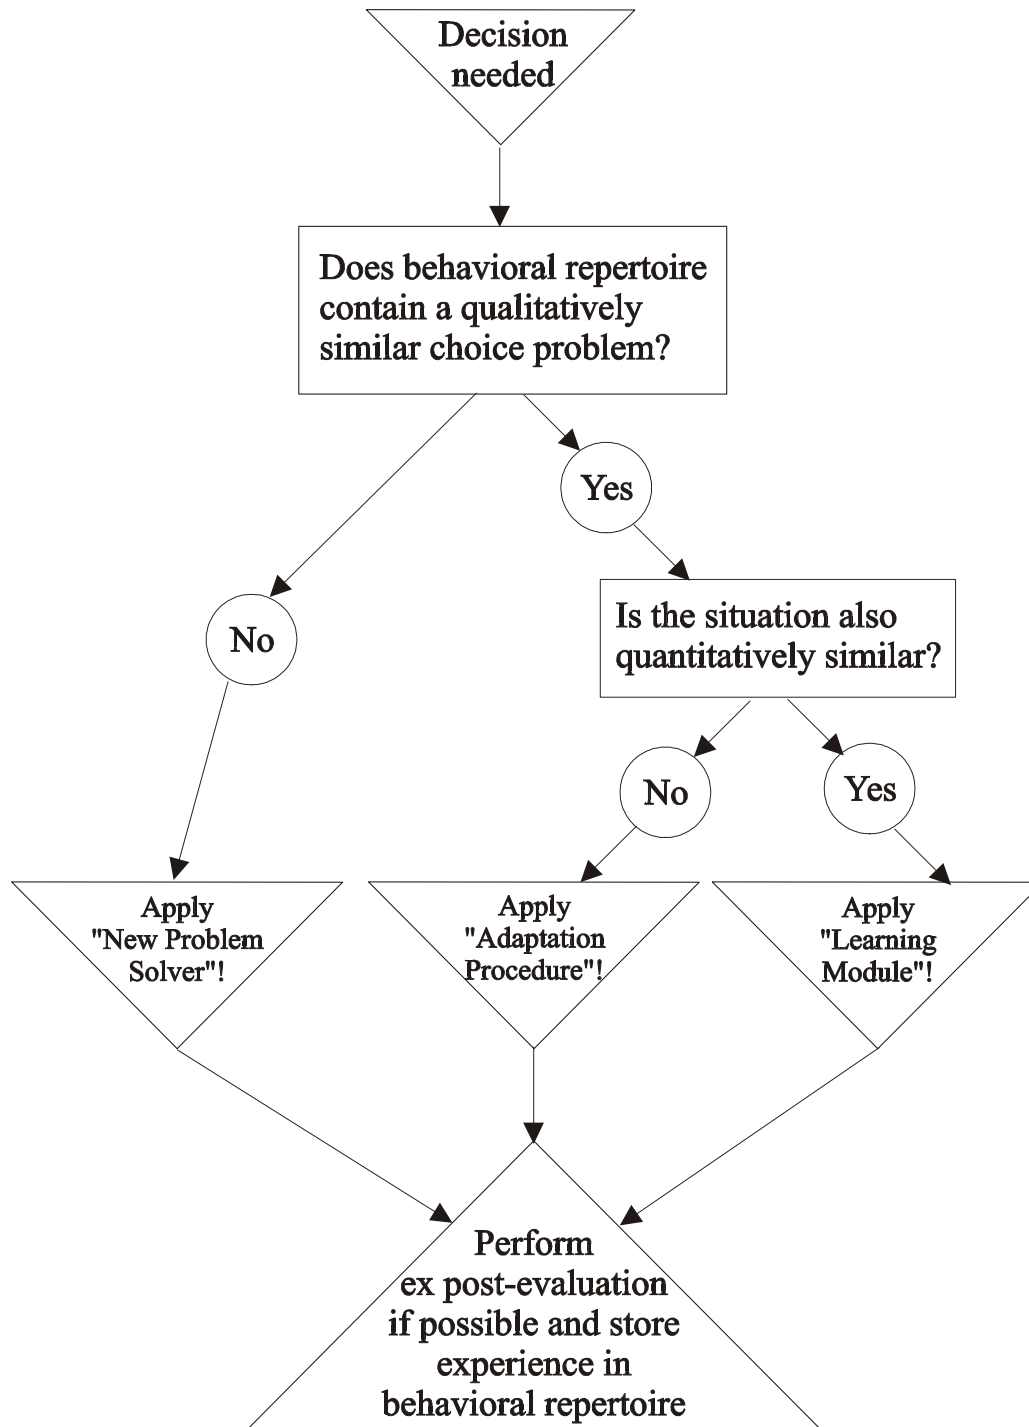 Decision
needed
Does behavioral repertoire
contain a qualitatively
similar choice problem?
Yes
Is the situation also
quantitatively similar?
No
No
Yes
Apply
"New Problem
Solver"!
Apply
"Adaptation
Procedure"!
Apply
"Learning
Module"!
Perform
ex post-evaluation
if possible and store
experience in
behavioral repertoire